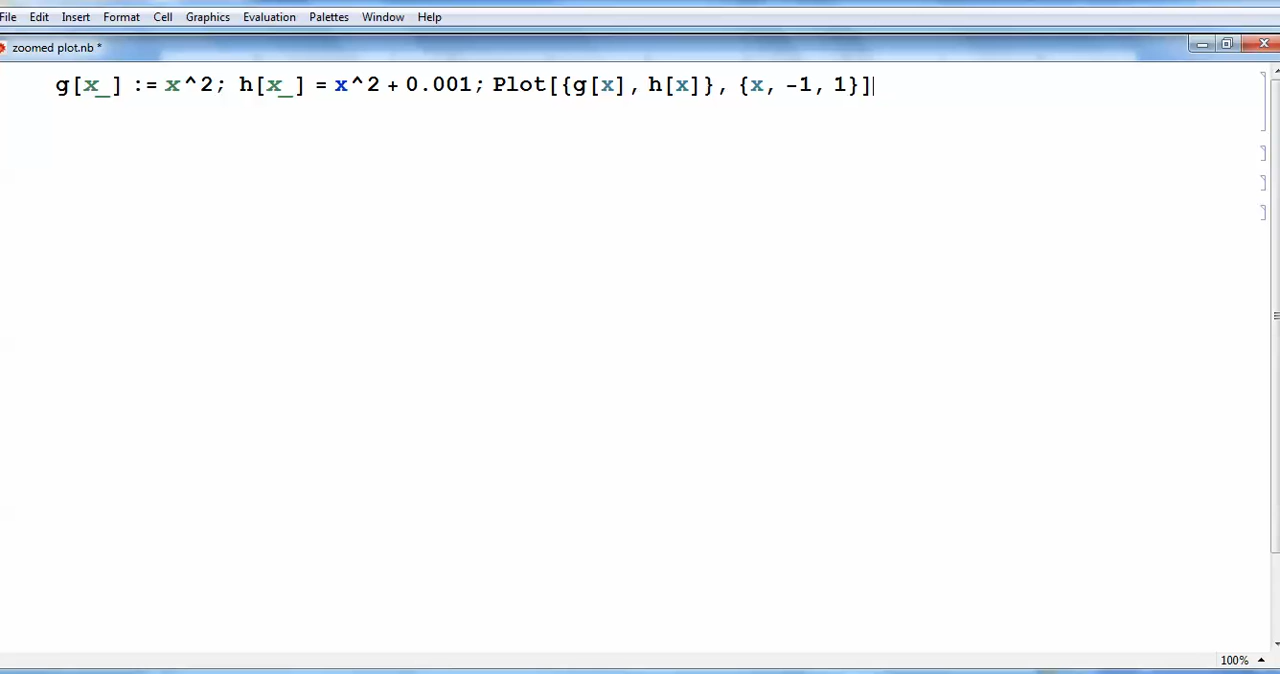 File Edit Insert Format Cell Graphics Evaluation Palettes Window Help
zoomed plot.nb *
g[x_] := x^2; h[x_] = x^2 + 0.001; Plot[{g[x], h[x]}, {x, -1, 1}]
100%